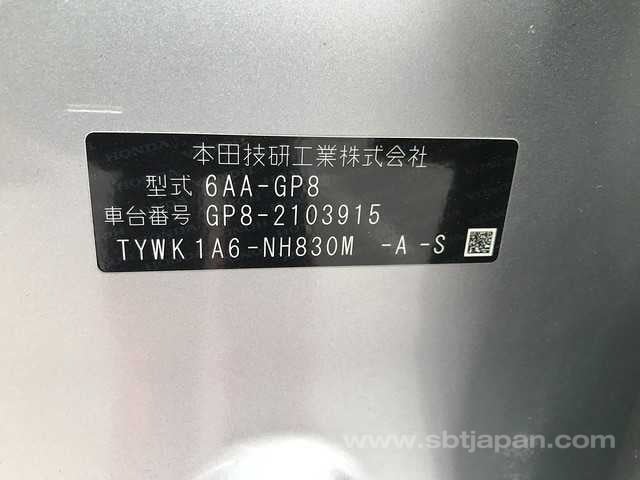 本田技研工業株式会社
型式 6AA-GP8
車台番号 GP8-2103915
TYWK1A6-NH830M -A -S
www.sbtjapan.com